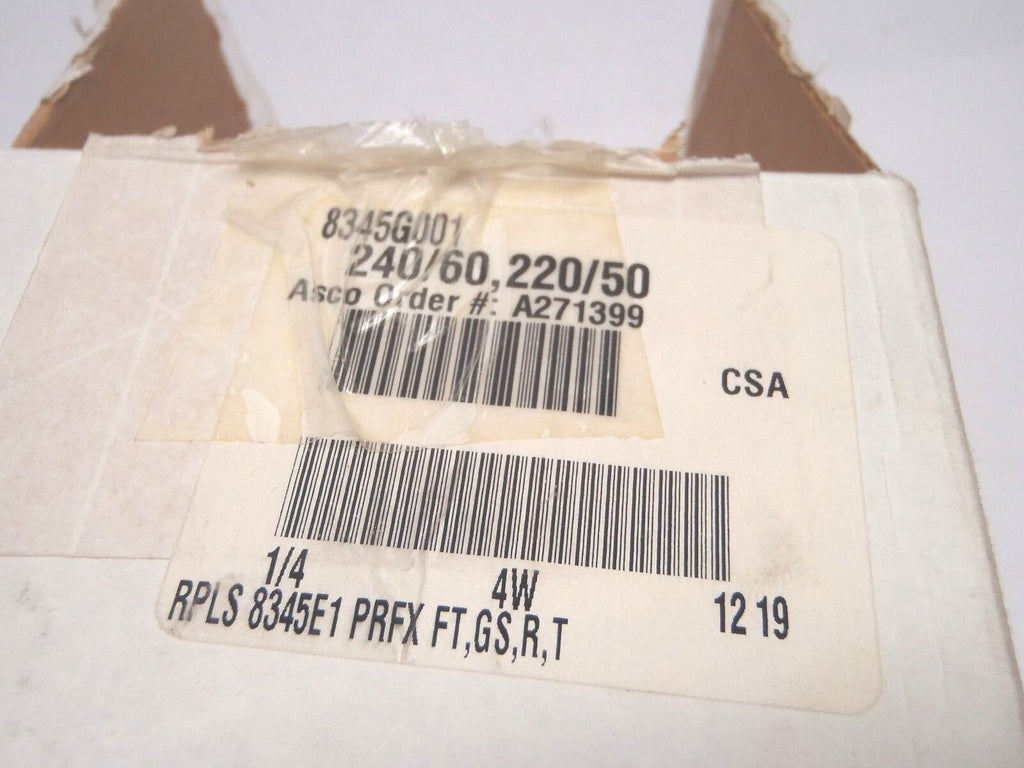 8345G001
240/60, 220/50
Asco Order #: A271399
CSA
1/4 4W 12 19
RPLS 8345E1 PRFX FT,GS,R,T